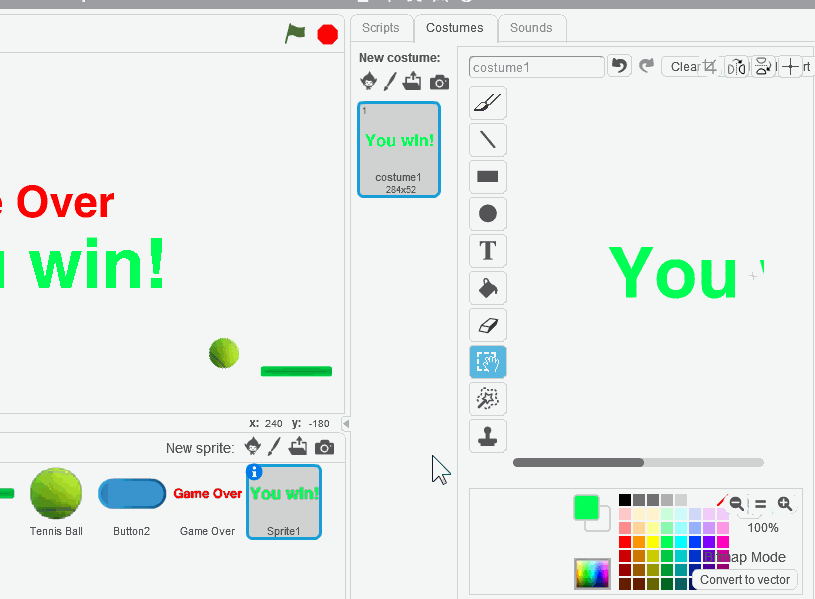 Scripts
Costumes
Sounds
New costume:
costume1
Clear
rt
1
You win!
costume1
284x52
T
Over
win!
You
x: 240 y: -180
New sprite:
Tennis Ball
Button2
Game Over
Game Over
You win!
Sprite1
100%
Bitmap Mode
Convert to vector